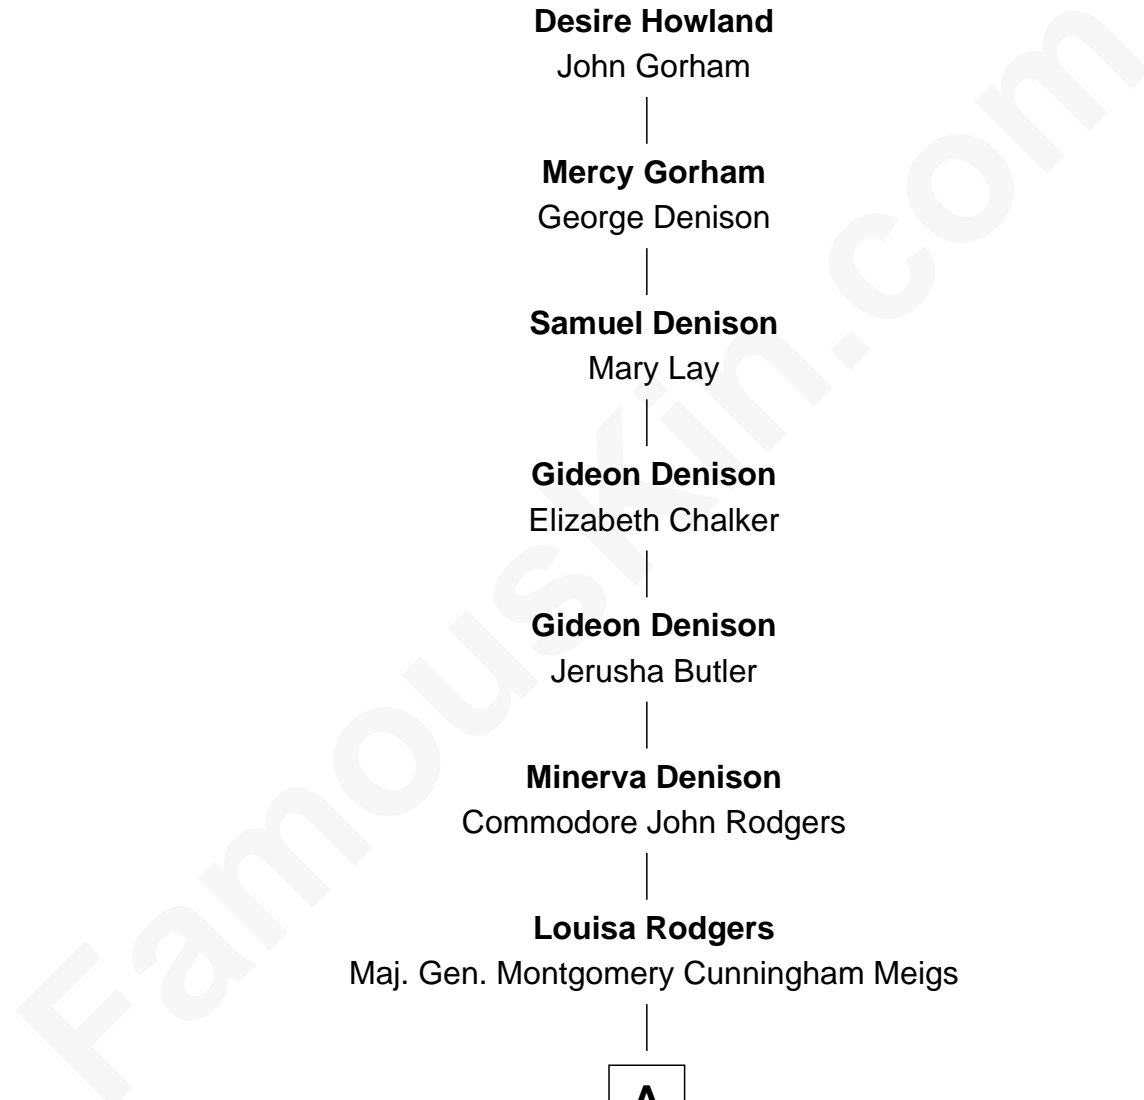 Desire Howland
John Gorham
Mercy Gorham
George Denison
Samuel Denison
Mary Lay
Gideon Denison
Elizabeth Chalker
Gideon Denison
Jerusha Butler
Minerva Denison
Commodore John Rodgers
Louisa Rodgers
Maj. Gen. Montgomery Cunningham Meigs
A
FamousKin.com